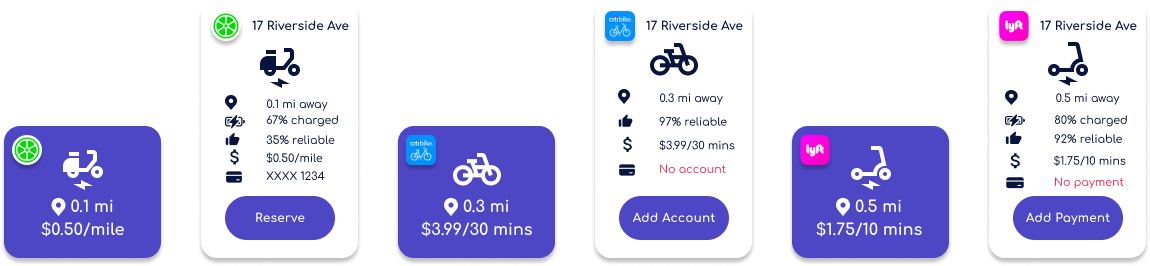 0.1 mi
$0.50/mile
17 Riverside Ave
0.1 mi away
67% charged
35% reliable
$0.50/mile
XXXX 1234
Reserve
citi bike
0.3 mi
$3.99/30 mins
citi bike
17 Riverside Ave
0.3 mi away
97% reliable
$3.99/30 mins
No account
Add Account
lyft
0.5 mi
$1.75/10 mins
lyft
17 Riverside Ave
0.5 mi away
80% charged
92% reliable
$1.75/10 mins
No payment
Add Payment